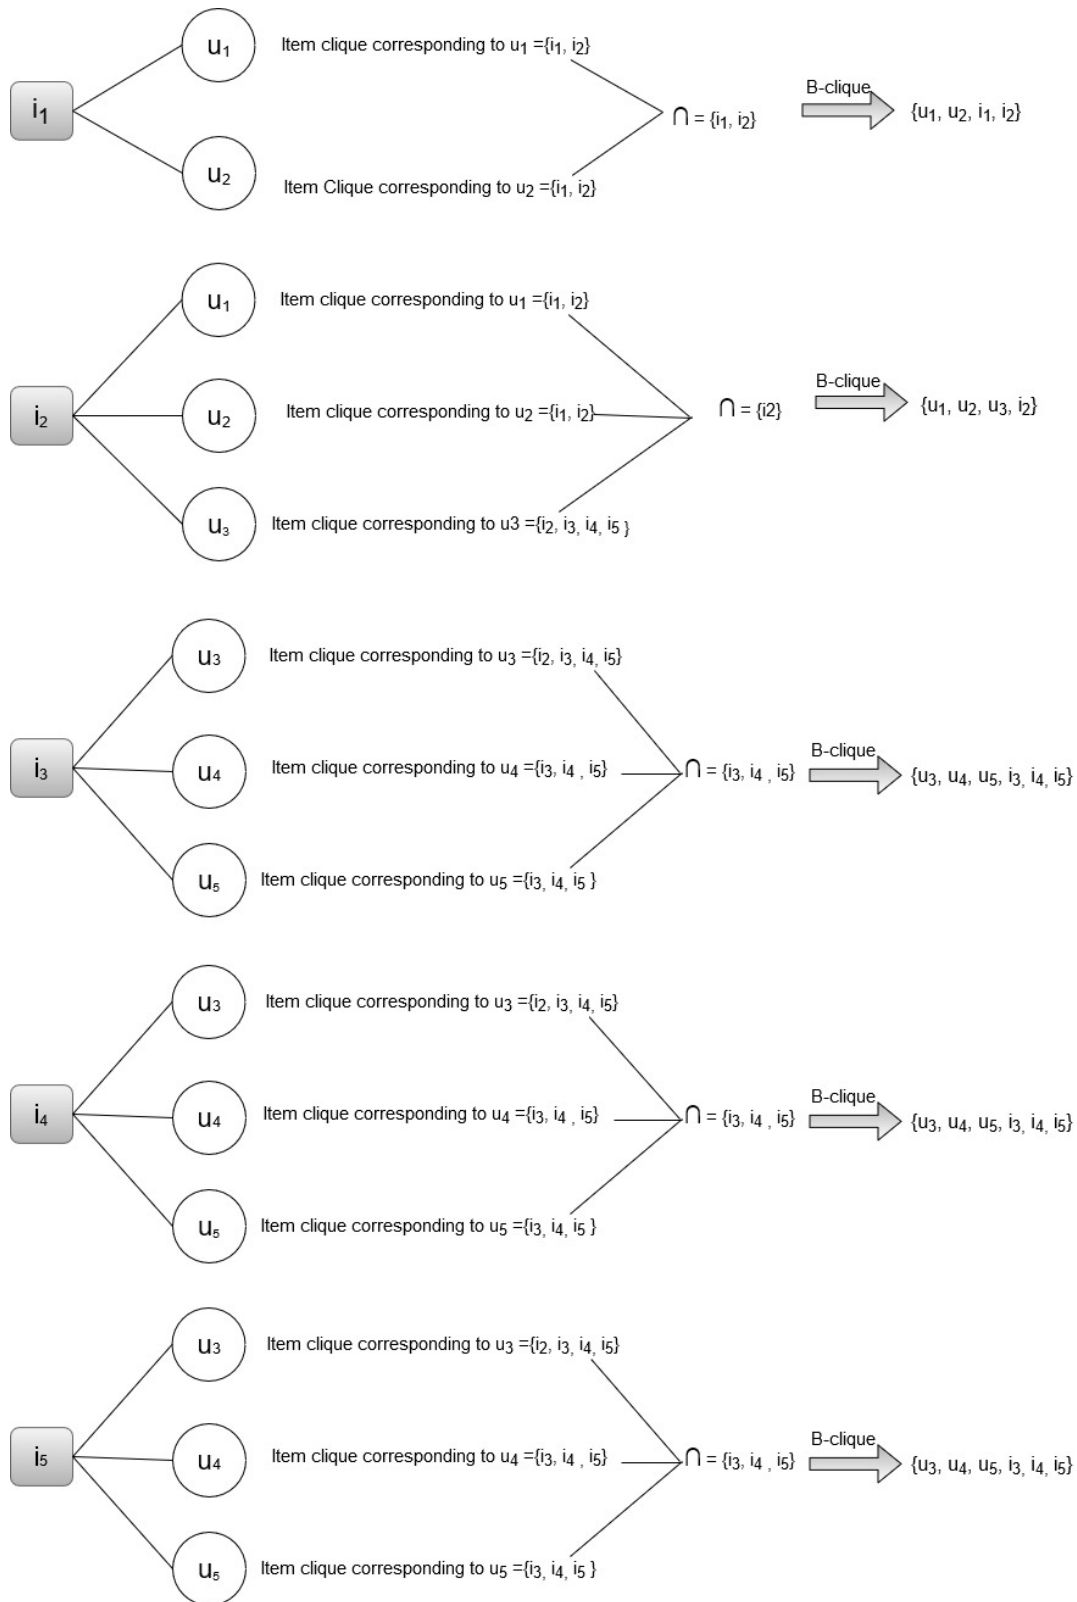 i₁
u₁
Item clique corresponding to u₁ ={i₁, i₂}
u₂
Item Clique corresponding to u₂ ={i₁, i₂}
∩ = {i₁, i₂}
B-clique
{u₁, u₂, i₁, i₂}
i₂
u₁
Item clique corresponding to u₁ ={i₁, i₂}
u₂
Item clique corresponding to u₂ ={i₁, i₂}
u₃
Item clique corresponding to u3 ={i₂, i₃, i₄, i₅ }
∩ = {i2}
B-clique
{u₁, u₂, u₃, i₂}
i₃
u₃
Item clique corresponding to u₃ ={i₂, i₃, i₄, i₅}
u₄
Item clique corresponding to u₄ ={i₃, i₄ , i₅}
u₅
Item clique corresponding to u₅ ={i₃, i₄, i₅ }
∩ = {i₃, i₄ , i₅}
B-clique
{u₃, u₄, u₅, i₃, i₄, i₅}
i₄
u₃
Item clique corresponding to u₃ ={i₂, i₃, i₄, i₅}
u₄
Item clique corresponding to u₄ ={i₃, i₄ , i₅}
u₅
Item clique corresponding to u₅ ={i₃, i₄, i₅ }
∩ = {i₃, i₄ , i₅}
B-clique
{u₃, u₄, u₅, i₃, i₄, i₅}
i₅
u₃
Item clique corresponding to u₃ ={i₂, i₃, i₄, i₅}
u₄
Item clique corresponding to u₄ ={i₃, i₄ , i₅}
u₅
Item clique corresponding to u₅ ={i₃, i₄, i₅ }
∩ = {i₃, i₄ , i₅}
B-clique
{u₃, u₄, u₅, i₃, i₄, i₅}